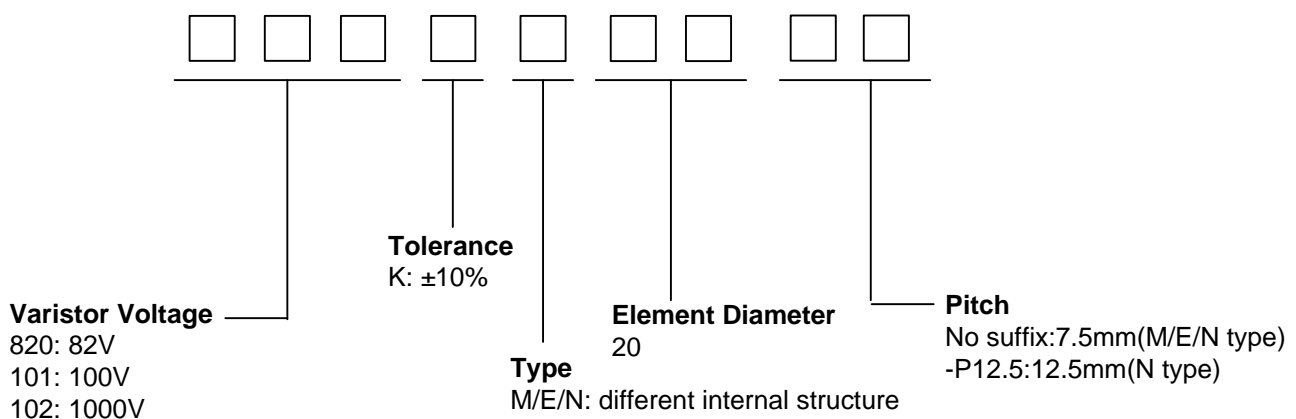 Tolerance
K: ±10%
Varistor Voltage
820: 82V
101: 100V
102: 1000V
Type
M/E/N: different internal structure
Element Diameter
20
Pitch
No suffix:7.5mm(M/E/N type)
-P12.5:12.5mm(N type)